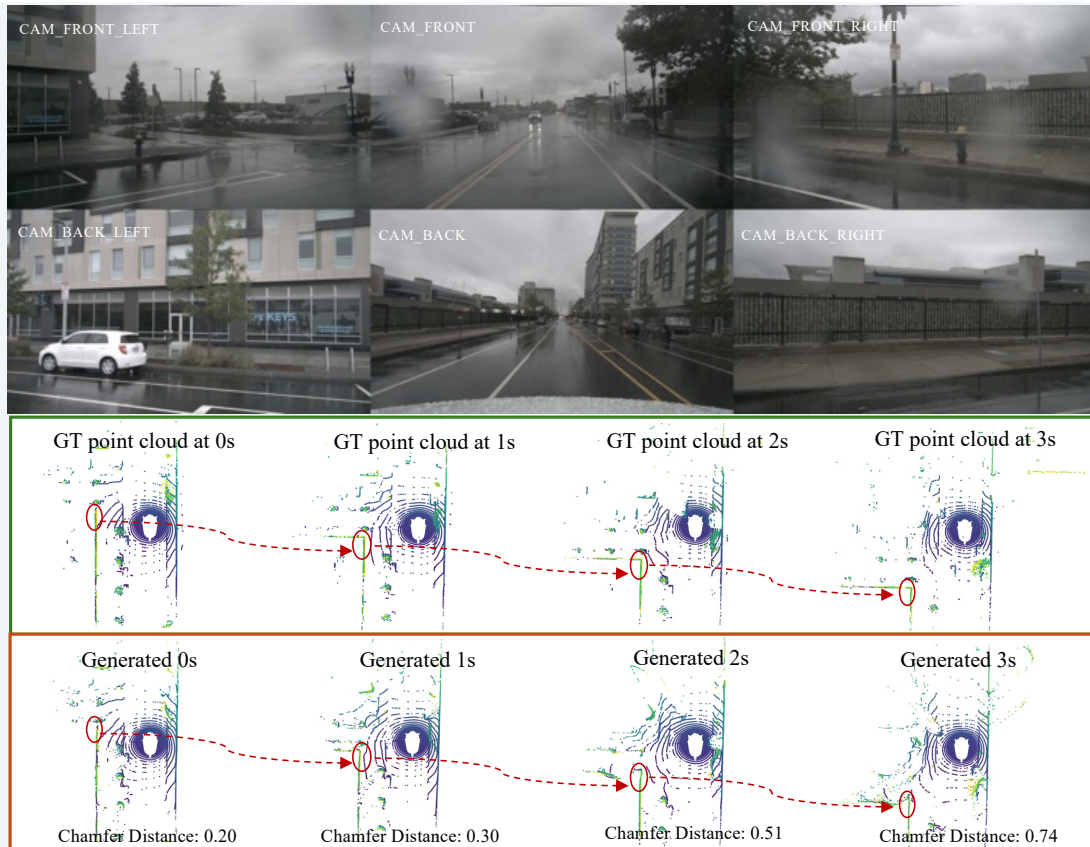 CAM_FRONT_LEFT
CAM_FRONT
CAM_FRONT_RIGHT
CAM_BACK_LEFT
CAM_BACK
CAM_BACK_RIGHT
KEYS
GT point cloud at 0s
GT point cloud at 1s
GT point cloud at 2s
GT point cloud at 3s
Generated 0s
Generated 1s
Generated 2s
Generated 3s
Chamfer Distance: 0.20
Chamfer Distance: 0.30
Chamfer Distance: 0.51
Chamfer Distance: 0.74